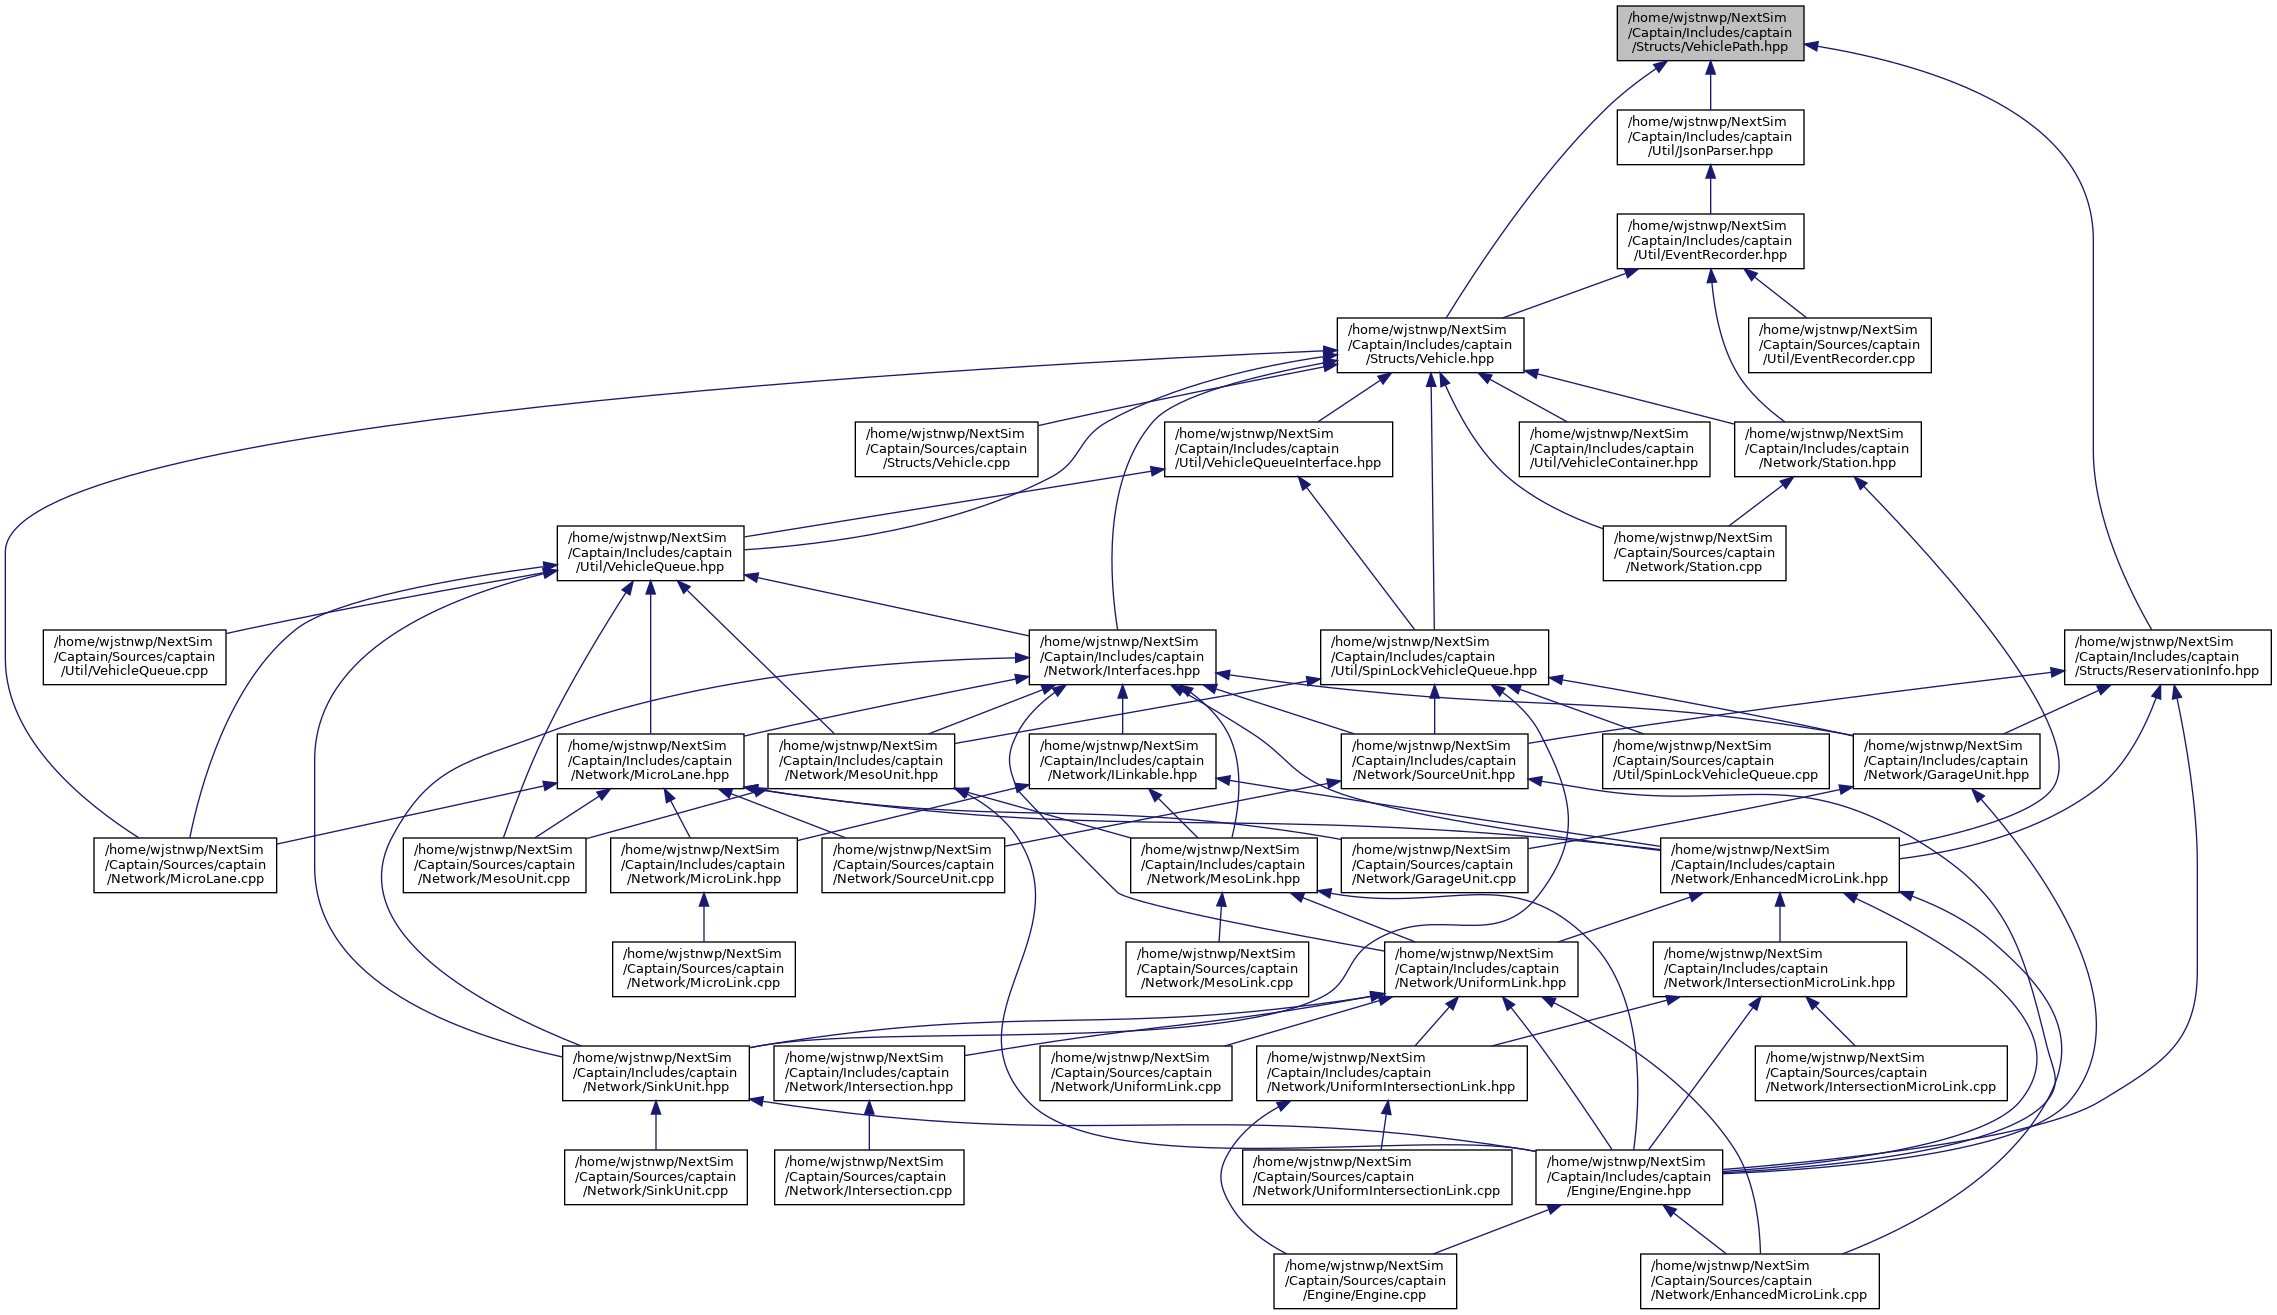 /home/wjstnwp/NextSim
/Captain/Includes/captain
/Structs/VehiclePath.hpp
/home/wjstnwp/NextSim
/Captain/Includes/captain
/Util/JsonParser.hpp
/home/wjstnwp/NextSim
/Captain/Includes/captain
/Util/EventRecorder.hpp
/home/wjstnwp/NextSim
/Captain/Includes/captain
/Structs/Vehicle.hpp
/home/wjstnwp/NextSim
/Captain/Sources/captain
/Util/EventRecorder.cpp
/home/wjstnwp/NextSim
/Captain/Sources/captain
/Structs/Vehicle.cpp
/home/wjstnwp/NextSim
/Captain/Includes/captain
/Util/VehicleQueueInterface.hpp
/home/wjstnwp/NextSim
/Captain/Includes/captain
/Util/VehicleContainer.hpp
/home/wjstnwp/NextSim
/Captain/Includes/captain
/Network/Station.hpp
/home/wjstnwp/NextSim
/Captain/Includes/captain
/Util/VehicleQueue.hpp
/home/wjstnwp/NextSim
/Captain/Sources/captain
/Network/Station.cpp
/home/wjstnwp/NextSim
/Captain/Sources/captain
/Util/VehicleQueue.cpp
/home/wjstnwp/NextSim
/Captain/Includes/captain
/Network/Interfaces.hpp
/home/wjstnwp/NextSim
/Captain/Includes/captain
/Util/SpinLockVehicleQueue.hpp
/home/wjstnwp/NextSim
/Captain/Includes/captain
/Structs/ReservationInfo.hpp
/home/wjstnwp/NextSim
/Captain/Includes/captain
/Network/MicroLane.hpp
/home/wjstnwp/NextSim
/Captain/Includes/captain
/Network/MesoUnit.hpp
/home/wjstnwp/NextSim
/Captain/Includes/captain
/Network/ILinkable.hpp
/home/wjstnwp/NextSim
/Captain/Includes/captain
/Network/SourceUnit.hpp
/home/wjstnwp/NextSim
/Captain/Sources/captain
/Util/SpinLockVehicleQueue.cpp
/home/wjstnwp/NextSim
/Captain/Includes/captain
/Network/GarageUnit.hpp
/home/wjstnwp/NextSim
/Captain/Sources/captain
/Network/MicroLane.cpp
/home/wjstnwp/NextSim
/Captain/Sources/captain
/Network/MesoUnit.cpp
/home/wjstnwp/NextSim
/Captain/Includes/captain
/Network/MicroLink.hpp
/home/wjstnwp/NextSim
/Captain/Sources/captain
/Network/SourceUnit.cpp
/home/wjstnwp/NextSim
/Captain/Includes/captain
/Network/MesoLink.hpp
/home/wjstnwp/NextSim
/Captain/Sources/captain
/Network/GarageUnit.cpp
/home/wjstnwp/NextSim
/Captain/Includes/captain
/Network/EnhancedMicroLink.hpp
/home/wjstnwp/NextSim
/Captain/Sources/captain
/Network/MicroLink.cpp
/home/wjstnwp/NextSim
/Captain/Sources/captain
/Network/MesoLink.cpp
/home/wjstnwp/NextSim
/Captain/Includes/captain
/Network/UniformLink.hpp
/home/wjstnwp/NextSim
/Captain/Includes/captain
/Network/IntersectionMicroLink.hpp
/home/wjstnwp/NextSim
/Captain/Includes/captain
/Network/SinkUnit.hpp
/home/wjstnwp/NextSim
/Captain/Includes/captain
/Network/Intersection.hpp
/home/wjstnwp/NextSim
/Captain/Sources/captain
/Network/UniformLink.cpp
/home/wjstnwp/NextSim
/Captain/Includes/captain
/Network/UniformIntersectionLink.hpp
/home/wjstnwp/NextSim
/Captain/Sources/captain
/Network/IntersectionMicroLink.cpp
/home/wjstnwp/NextSim
/Captain/Sources/captain
/Network/SinkUnit.cpp
/home/wjstnwp/NextSim
/Captain/Sources/captain
/Network/Intersection.cpp
/home/wjstnwp/NextSim
/Captain/Sources/captain
/Network/UniformIntersectionLink.cpp
/home/wjstnwp/NextSim
/Captain/Includes/captain
/Engine/Engine.hpp
/home/wjstnwp/NextSim
/Captain/Sources/captain
/Engine/Engine.cpp
/home/wjstnwp/NextSim
/Captain/Sources/captain
/Network/EnhancedMicroLink.cpp